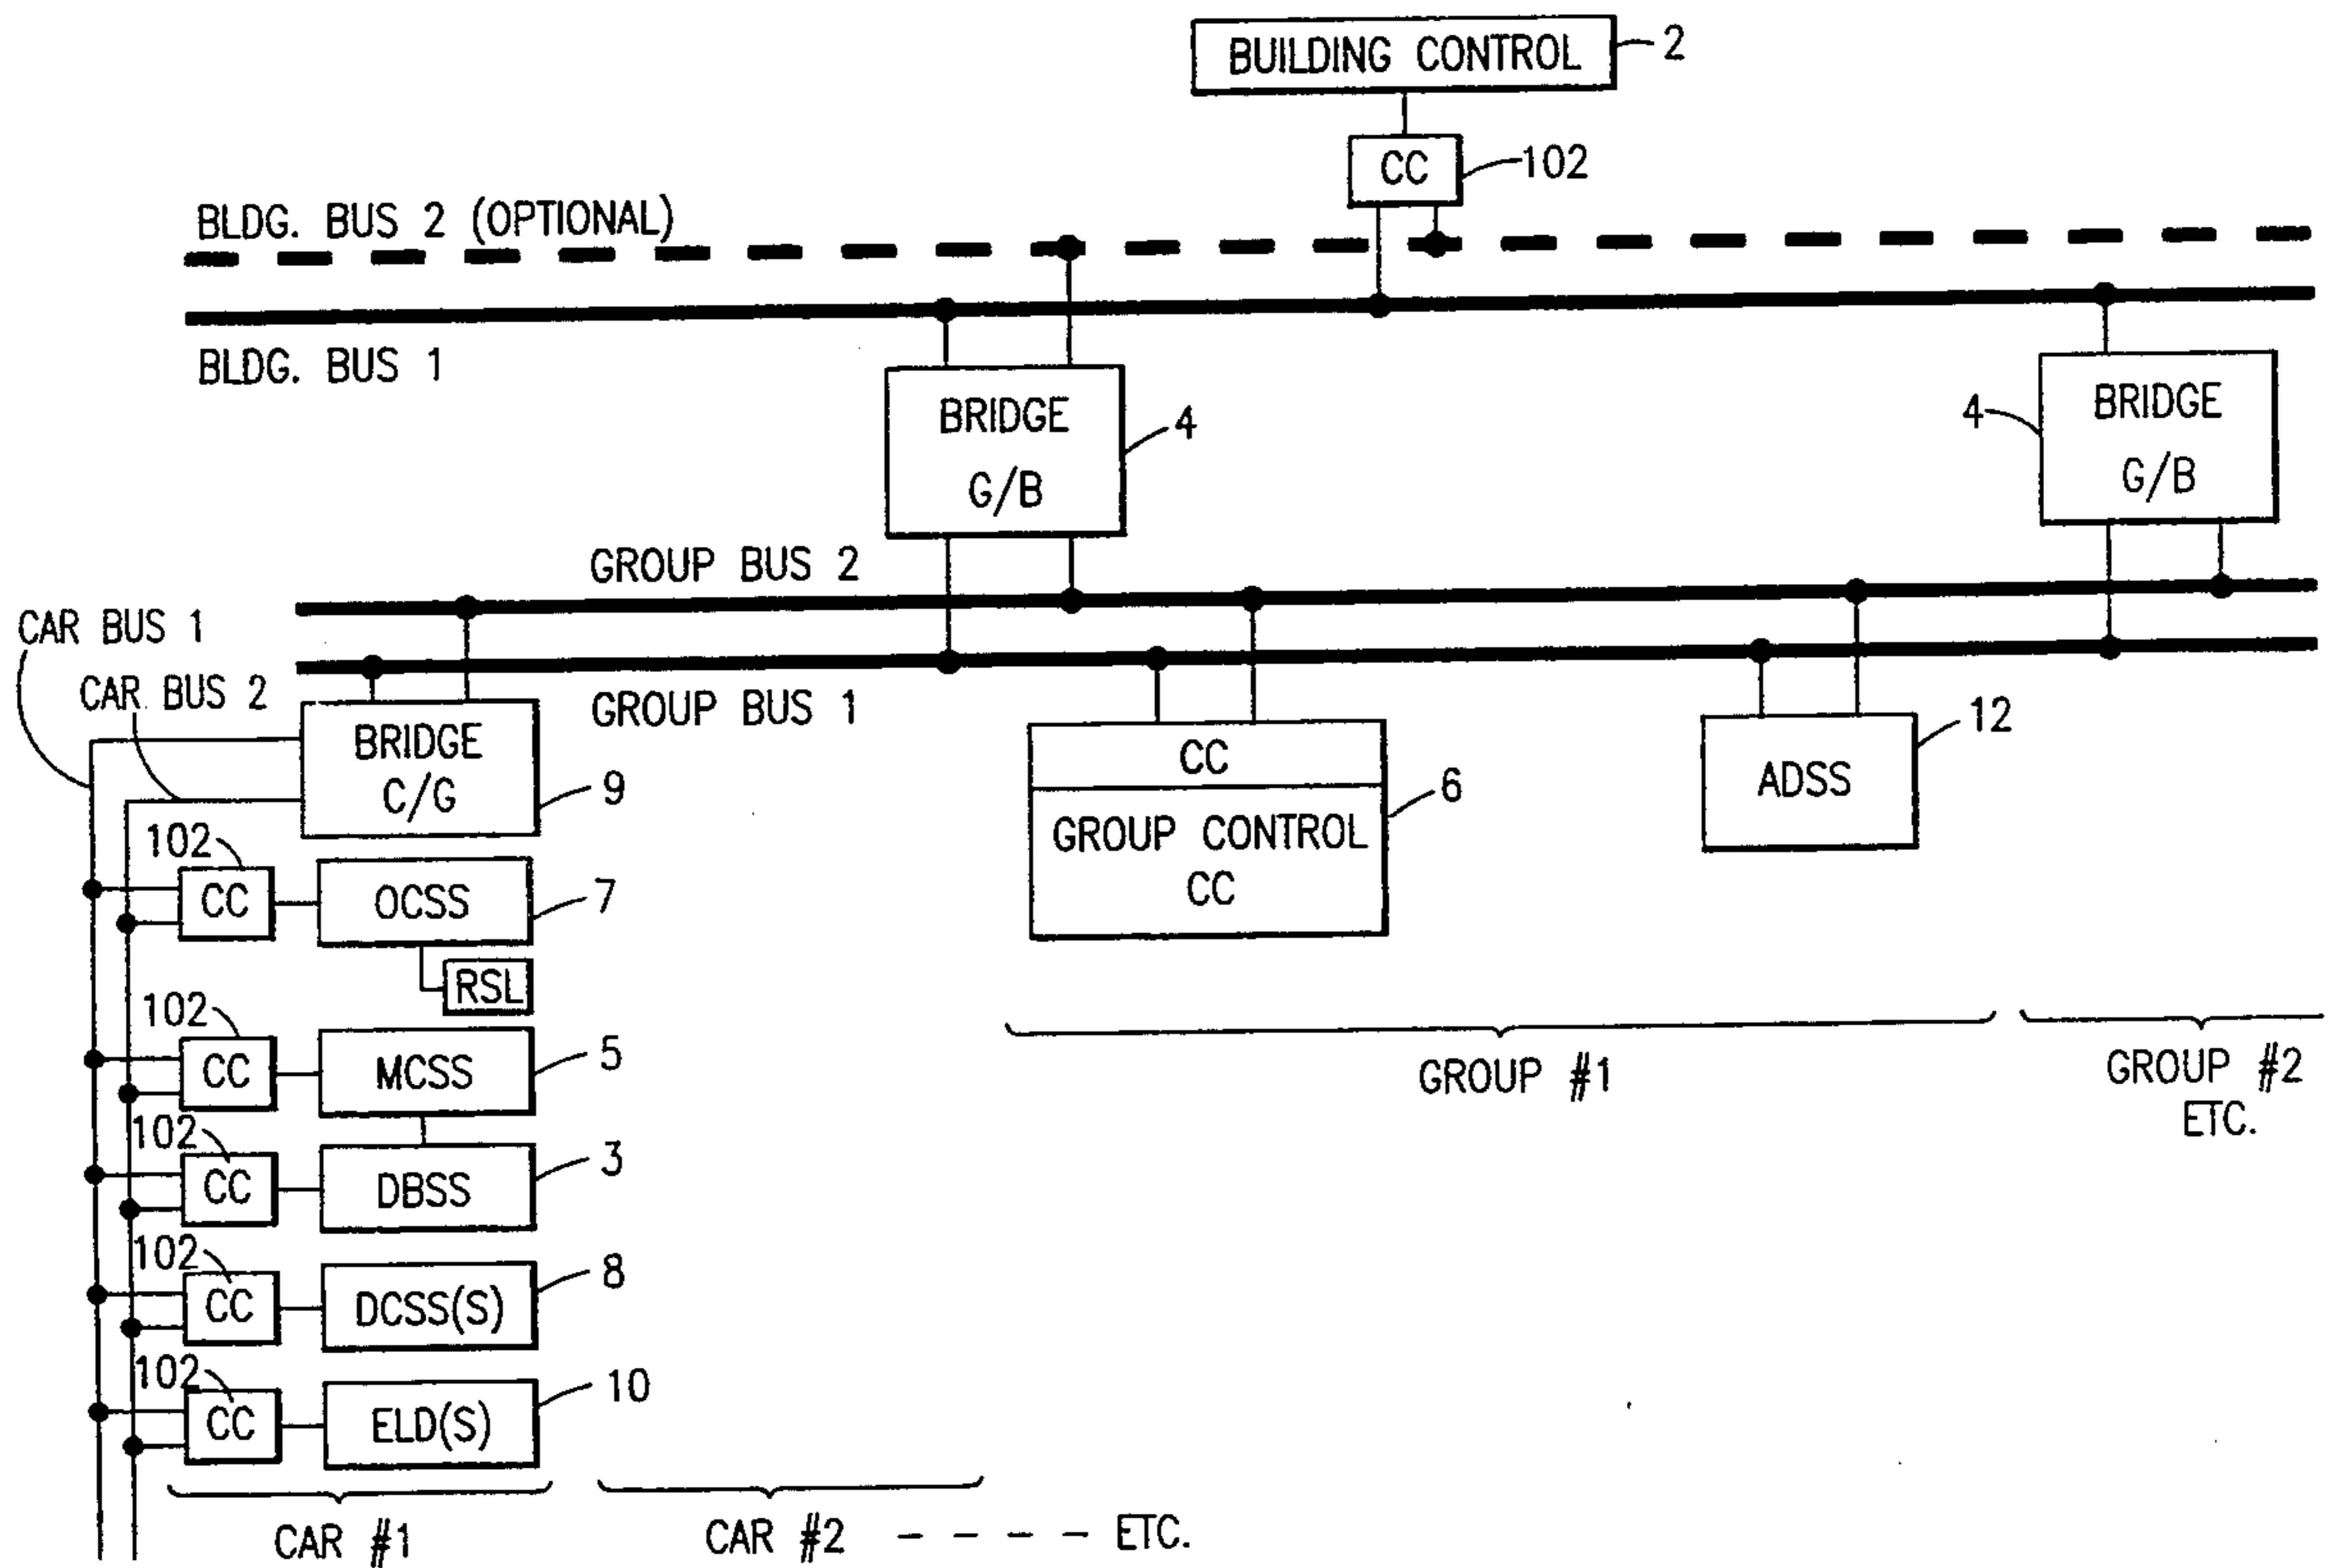 BUILDING CONTROL
2
CC
102
BLDG. BUS 2 (OPTIONAL)
BLDG. BUS 1
BRIDGE
G/B
4
4
BRIDGE
G/B
GROUP BUS 2
CAR BUS 1
CAR BUS 2
GROUP BUS 1
BRIDGE
C/G
9
CC
GROUP CONTROL
CC
6
ADSS
12
102
CC
OCSS
7
RSL
102
CC
MCSS
5
102
CC
DBSS
3
102
CC
DCSS(S)
8
102
CC
ELD(S)
10
GROUP #1
GROUP #2
ETC.
CAR #1
CAR #2 - - - - ETC.